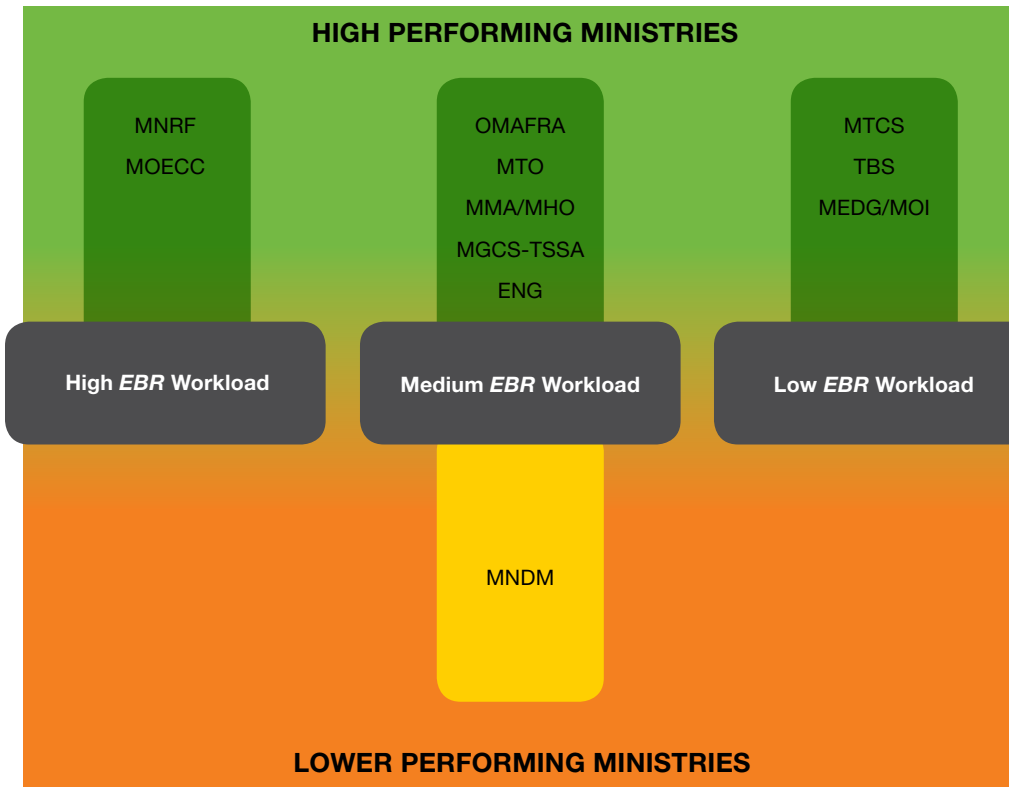 HIGH PERFORMING MINISTRIES
MNRF
MOECC
OMAFRA
MTO
MMA/MHO
MGCS-TSSA
ENG
MTCS
TBS
MEDG/MOI
High EBR Workload
Medium EBR Workload
Low EBR Workload
MNDM
LOWER PERFORMING MINISTRIES